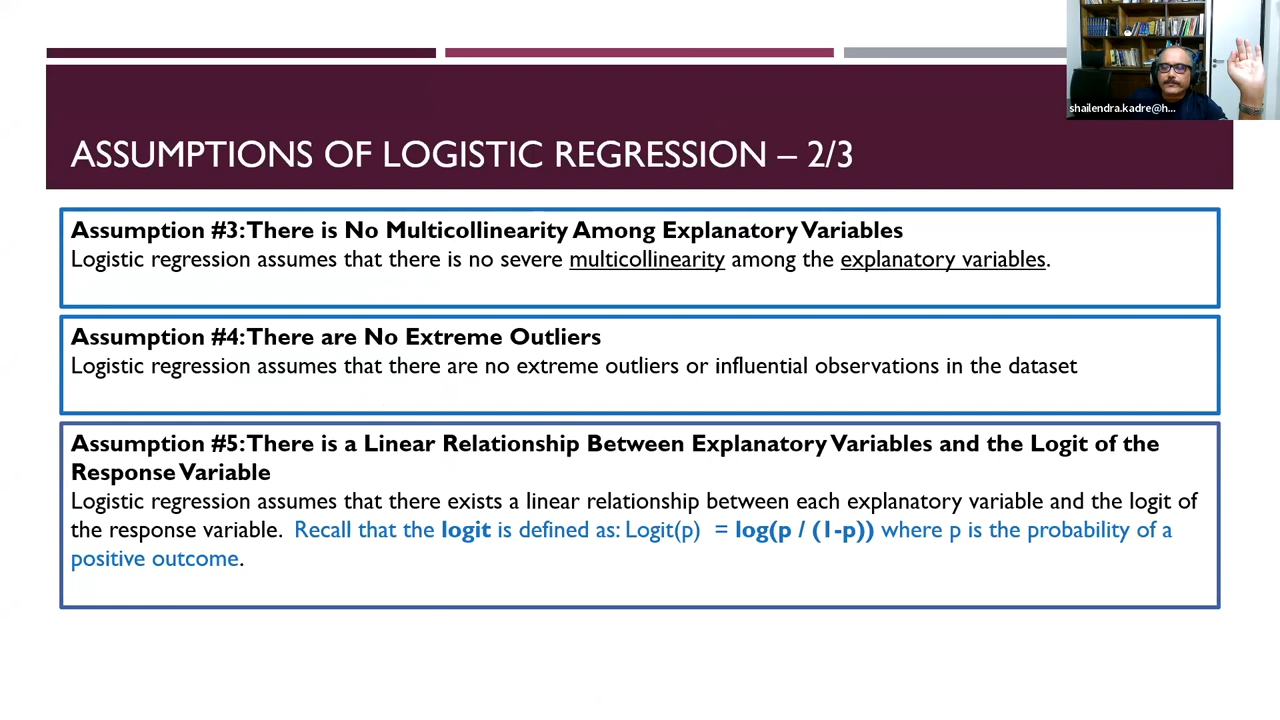 shailendra.kadre@h...
ASSUMPTIONS OF LOGISTIC REGRESSION – 2/3
Assumption #3: There is No Multicollinearity Among Explanatory Variables
Logistic regression assumes that there is no severe multicollinearity among the explanatory variables.
Assumption #4: There are No Extreme Outliers
Logistic regression assumes that there are no extreme outliers or influential observations in the dataset
Assumption #5: There is a Linear Relationship Between Explanatory Variables and the Logit of the
Response Variable
Logistic regression assumes that there exists a linear relationship between each explanatory variable and the logit of
the response variable. Recall that the logit is defined as: Logit(p) = log(p / (1-p)) where p is the probability of a
positive outcome.